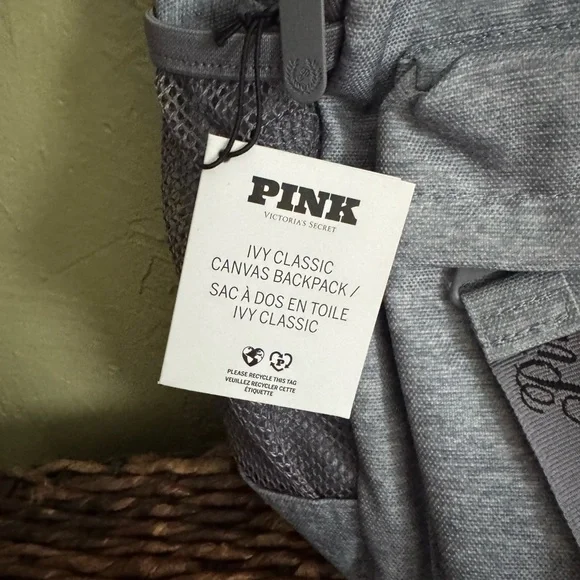 PINK
VICTORIA'S SECRET
IVY CLASSIC
CANVAS BACKPACK /
SAC À DOS EN TOILE
IVY CLASSIC
P
PLEASE RECYCLE THIS TAG
VEUILLEZ RECYCLER CETTE
ÉTIQUETTE